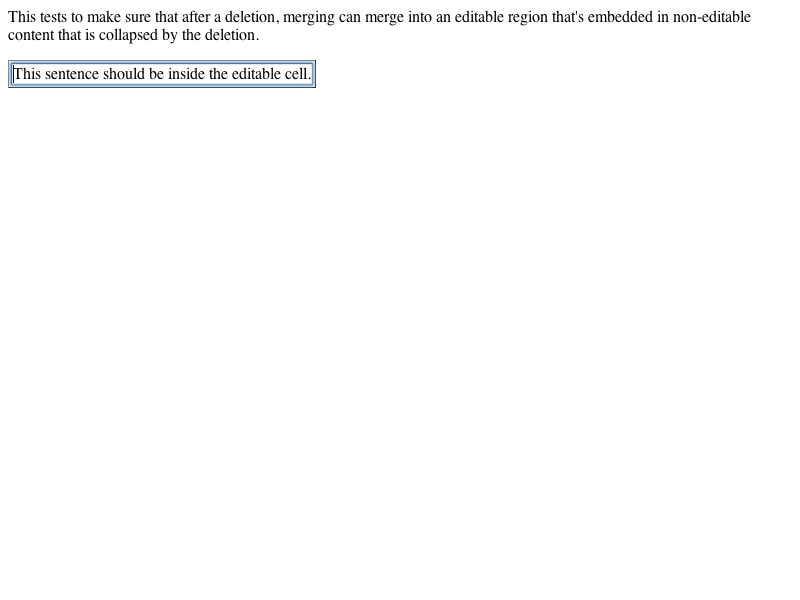 This tests to make sure that after a deletion, merging can merge into an editable region that's embedded in non-editable
content that is collapsed by the deletion.
This sentence should be inside the editable cell.